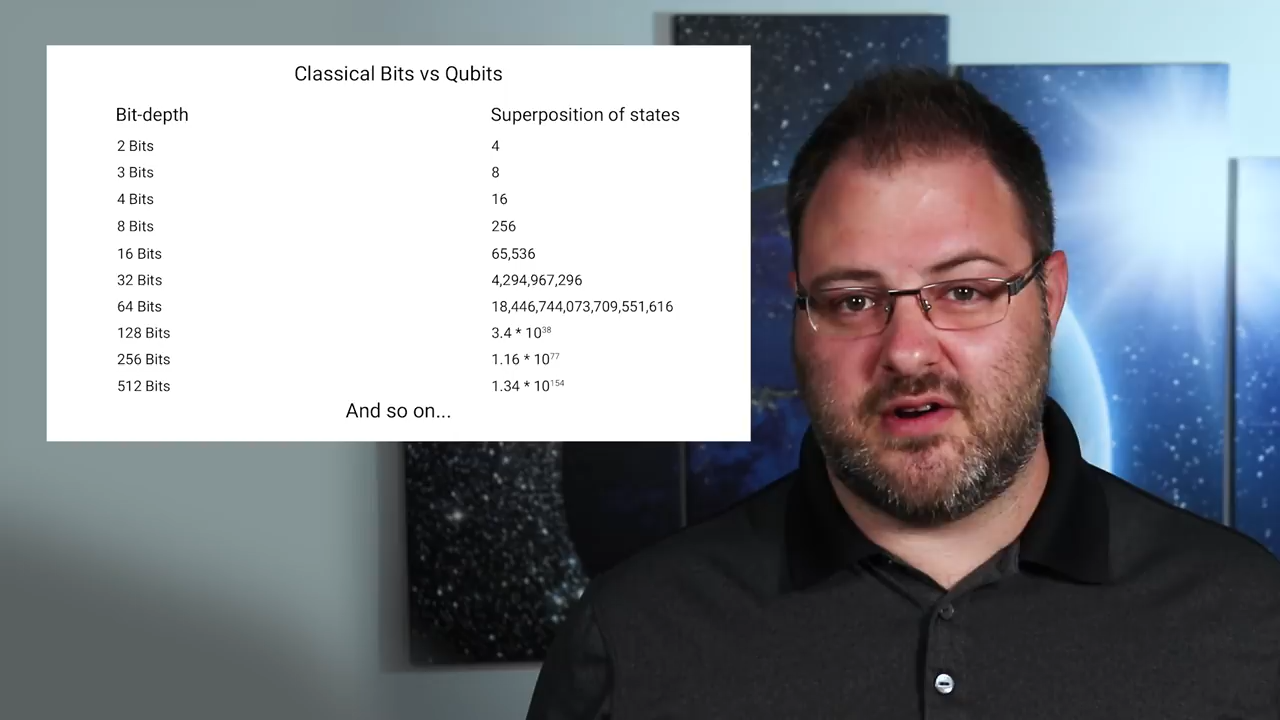 Classical Bits vs Qubits
Bit-depth Superposition of states
2 Bits 4
3 Bits 8
4 Bits 16
8 Bits 256
16 Bits 65,536
32 Bits 4,294,967,296
64 Bits 18,446,744,073,709,551,616
128 Bits 3.4 * 10³⁸
256 Bits 1.16 * 10⁷⁷
512 Bits 1.34 * 10¹⁵⁴
And so on...